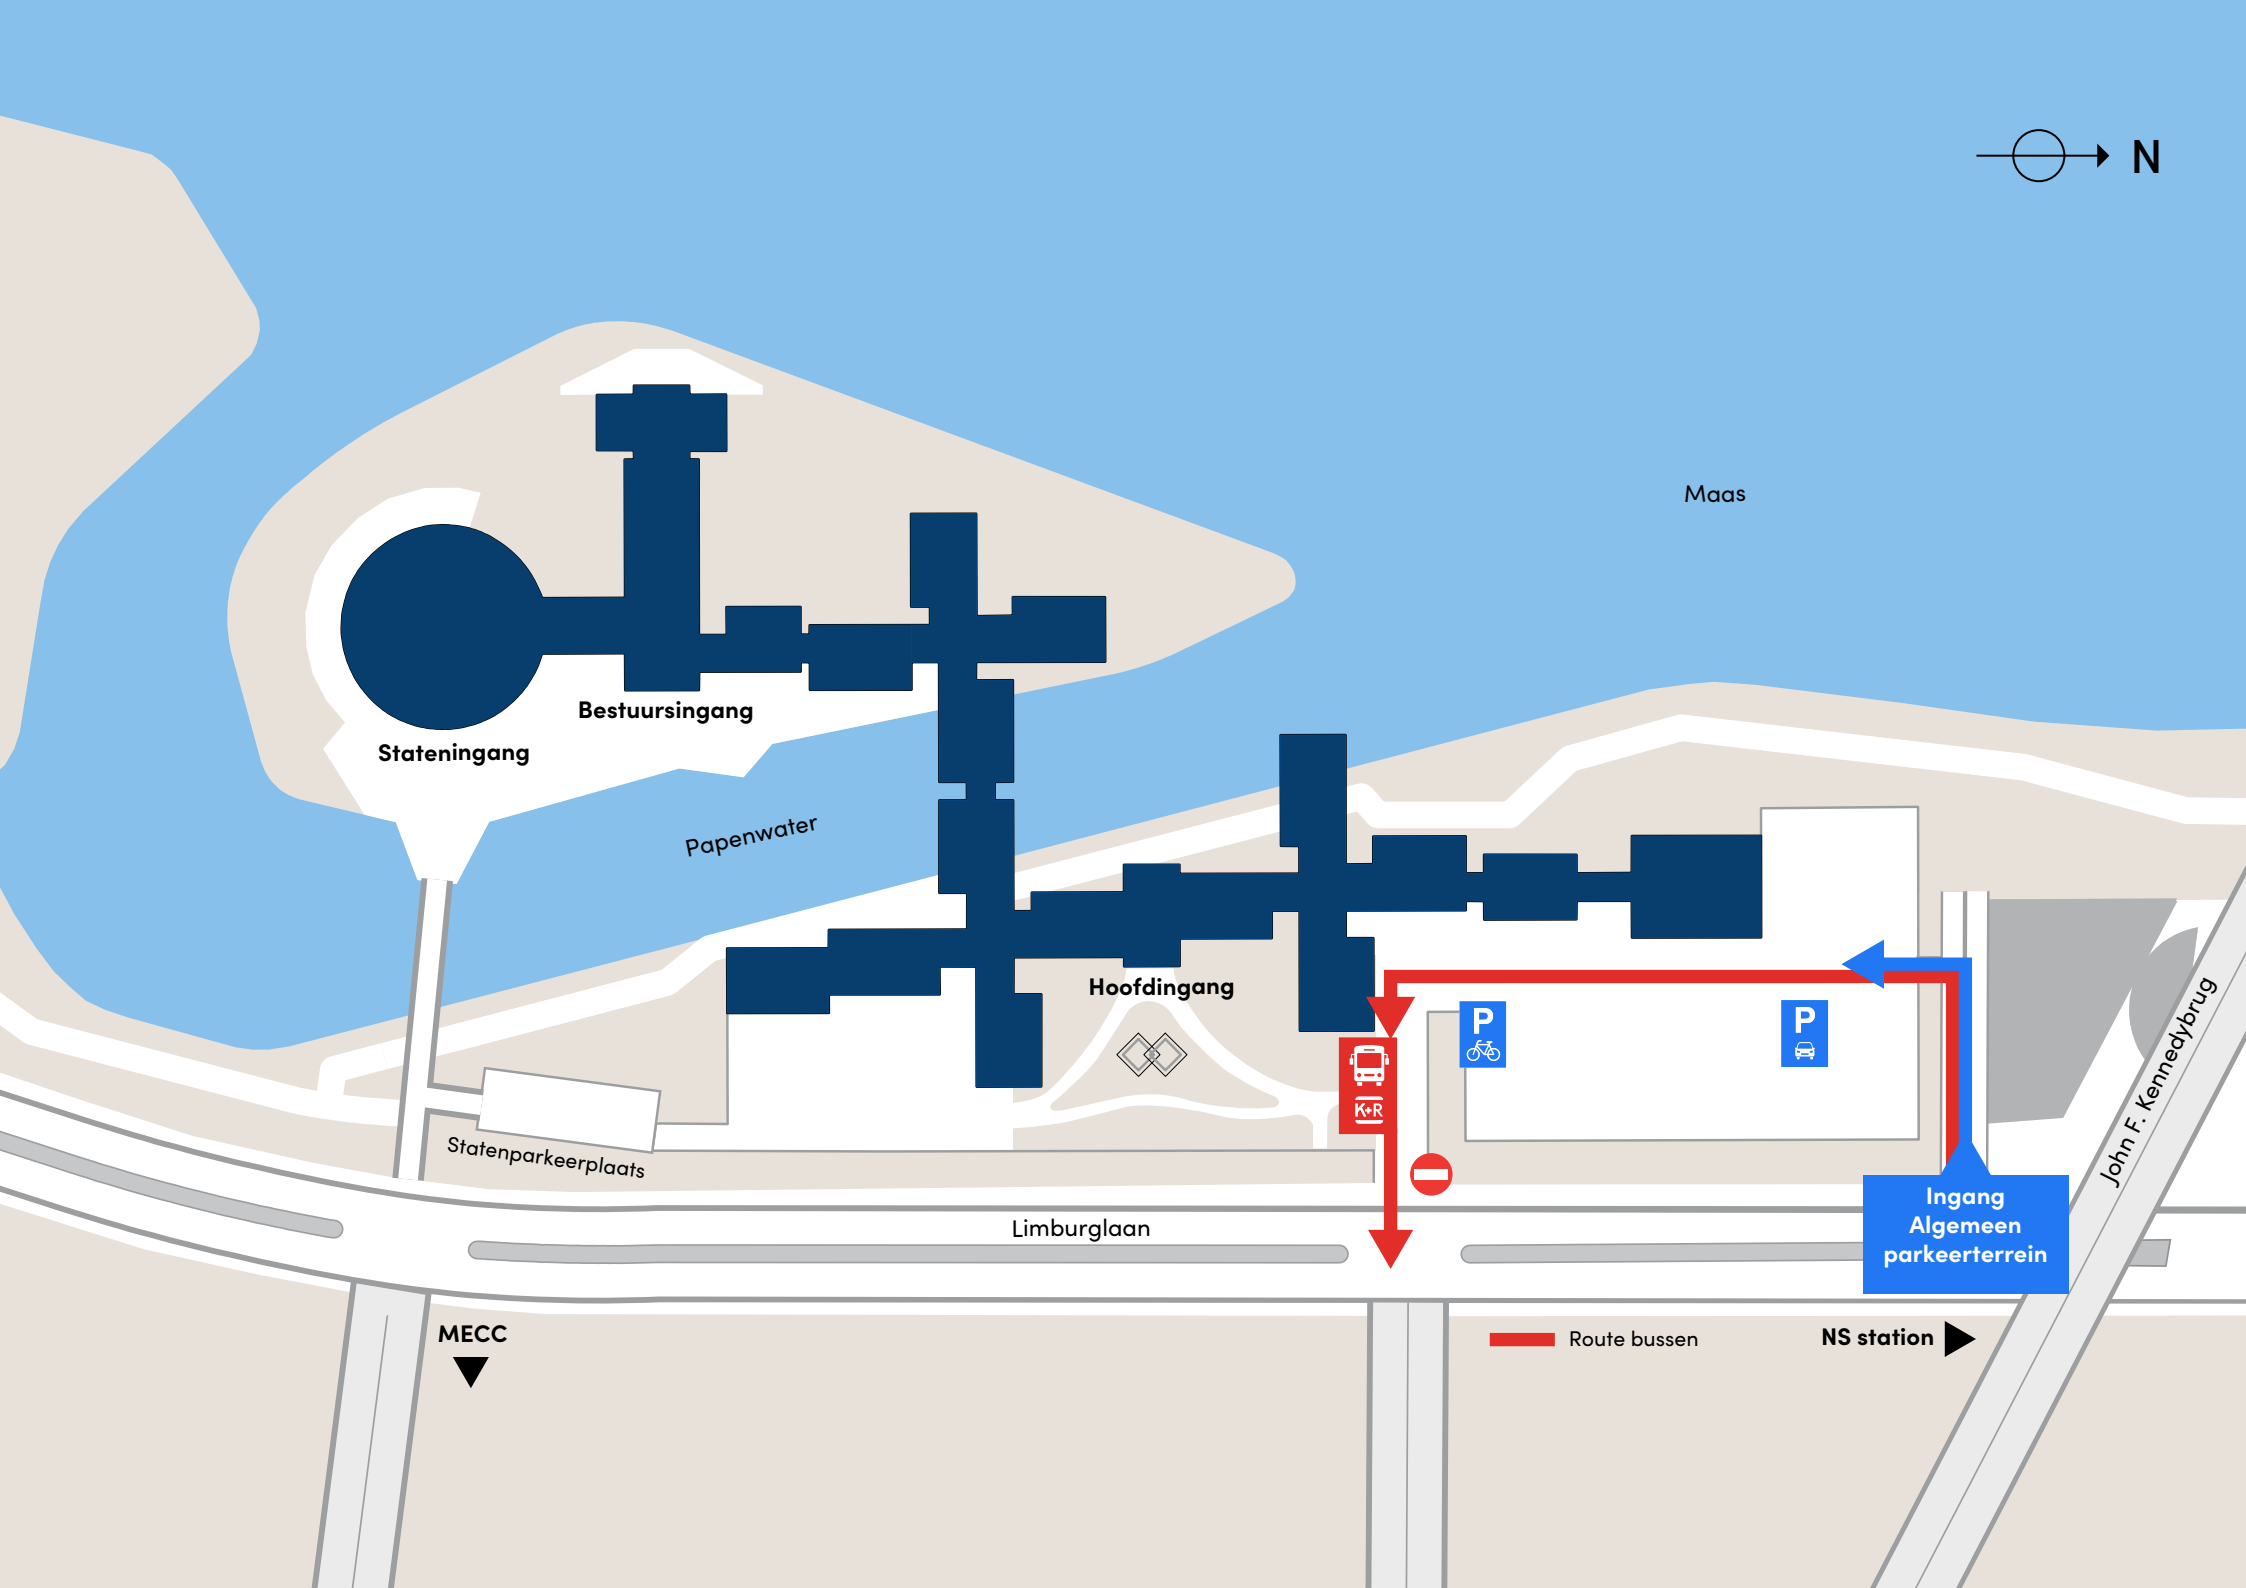 N
Maas
Bestuursingang
Stateningang
Papenwater
Hoofdingang
P
P
K+R
John F. Kennedybrug
Statenparkeerplaats
Ingang
Algemeen
parkeerterrein
Limburglaan
MECC
Route bussen
NS station